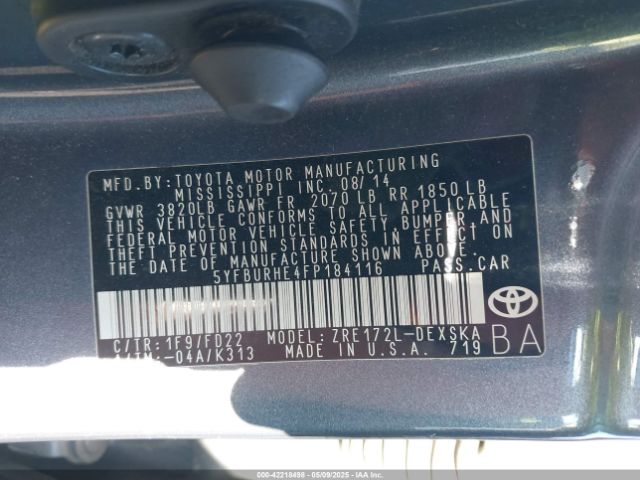 MFD.BY: TOYOTA MOTOR MANUFACTURING
MISSISSIPPI INC. 08/14
GVWR 3820LB GAWR FR 2070 LB RR 1850 LB
THIS VEHICLE CONFORMS TO ALL APPLICABLE
FEDERAL MOTOR VEHICLE SAFETY, BUMPER, AND
THEFT PREVENTION STANDARDS IN EFFECT ON
THE DATE OF MANUFACTURE SHOWN ABOVE.
5YFBURHE4FP184116 PASS.CAR
C/TR: 1F9/FD22 MODEL: ZRE172L-DEXSKA
A/TM: -04A/K313 MADE IN U.S.A. 719
BA
000-42218498 - 05/09/2025 - IAA Inc.